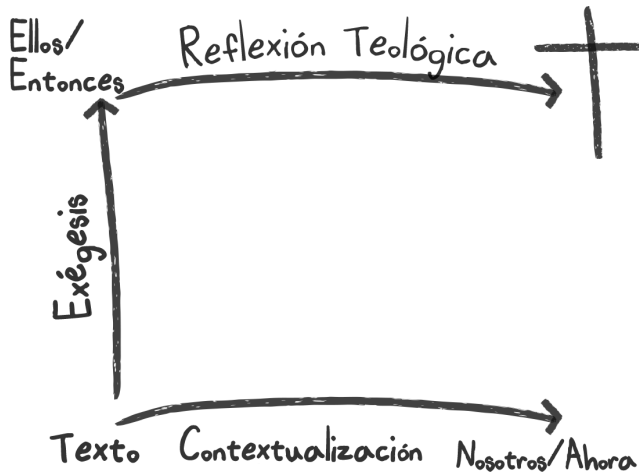 Ellos/
Entonces
Reflexión Teológica
Exégesis
Texto
Contextualización
Nosotros/Ahora